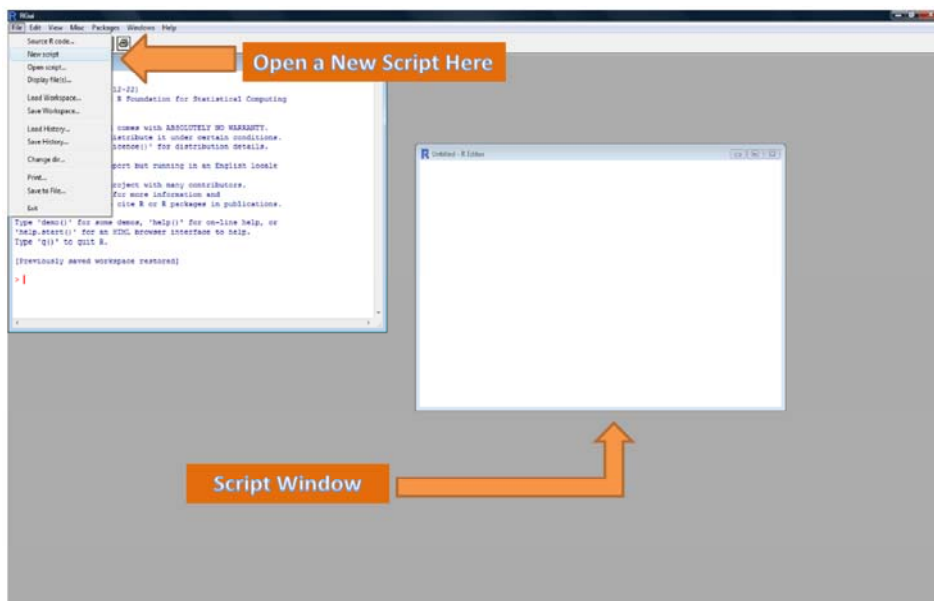 RGui
File Edit View Misc Packages Windows Help
Source R code...
New script
Open script...
Display file(s)...
Load Workspace...
Save Workspace...
Load History...
Save History...
Change dir...
Print...
Save to File...
Exit
Open a New Script Here
12-22)
R Foundation for Statistical Computing
comes with ABSOLUTELY NO WARRANTY.
distribute it under certain conditions.
icence()' for distribution details.
port but running in an English locale
roject with many contributors.
for more information and
cite R or R packages in publications.
Type 'demo()' for some demos, 'help()' for on-line help, or
'help.start()' for an HTML browser interface to help.
Type 'q()' to quit R.
[Previously saved workspace restored]
>
R Untitled - R Editor
Script Window